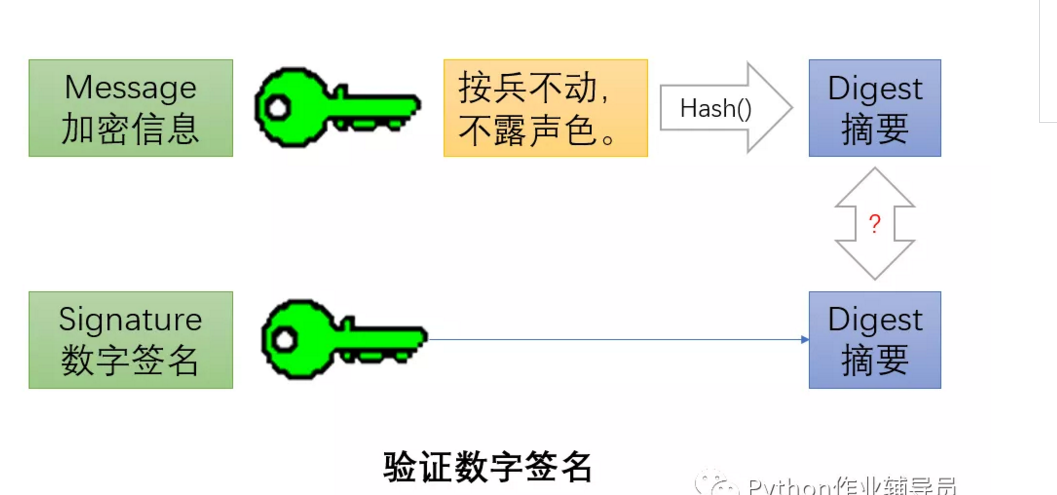 Message
加密信息
按兵不动,
不露声色。
Hash()
Digest
摘要
?
Signature
数字签名
Digest
摘要
验证数字签名
Python作业辅导员